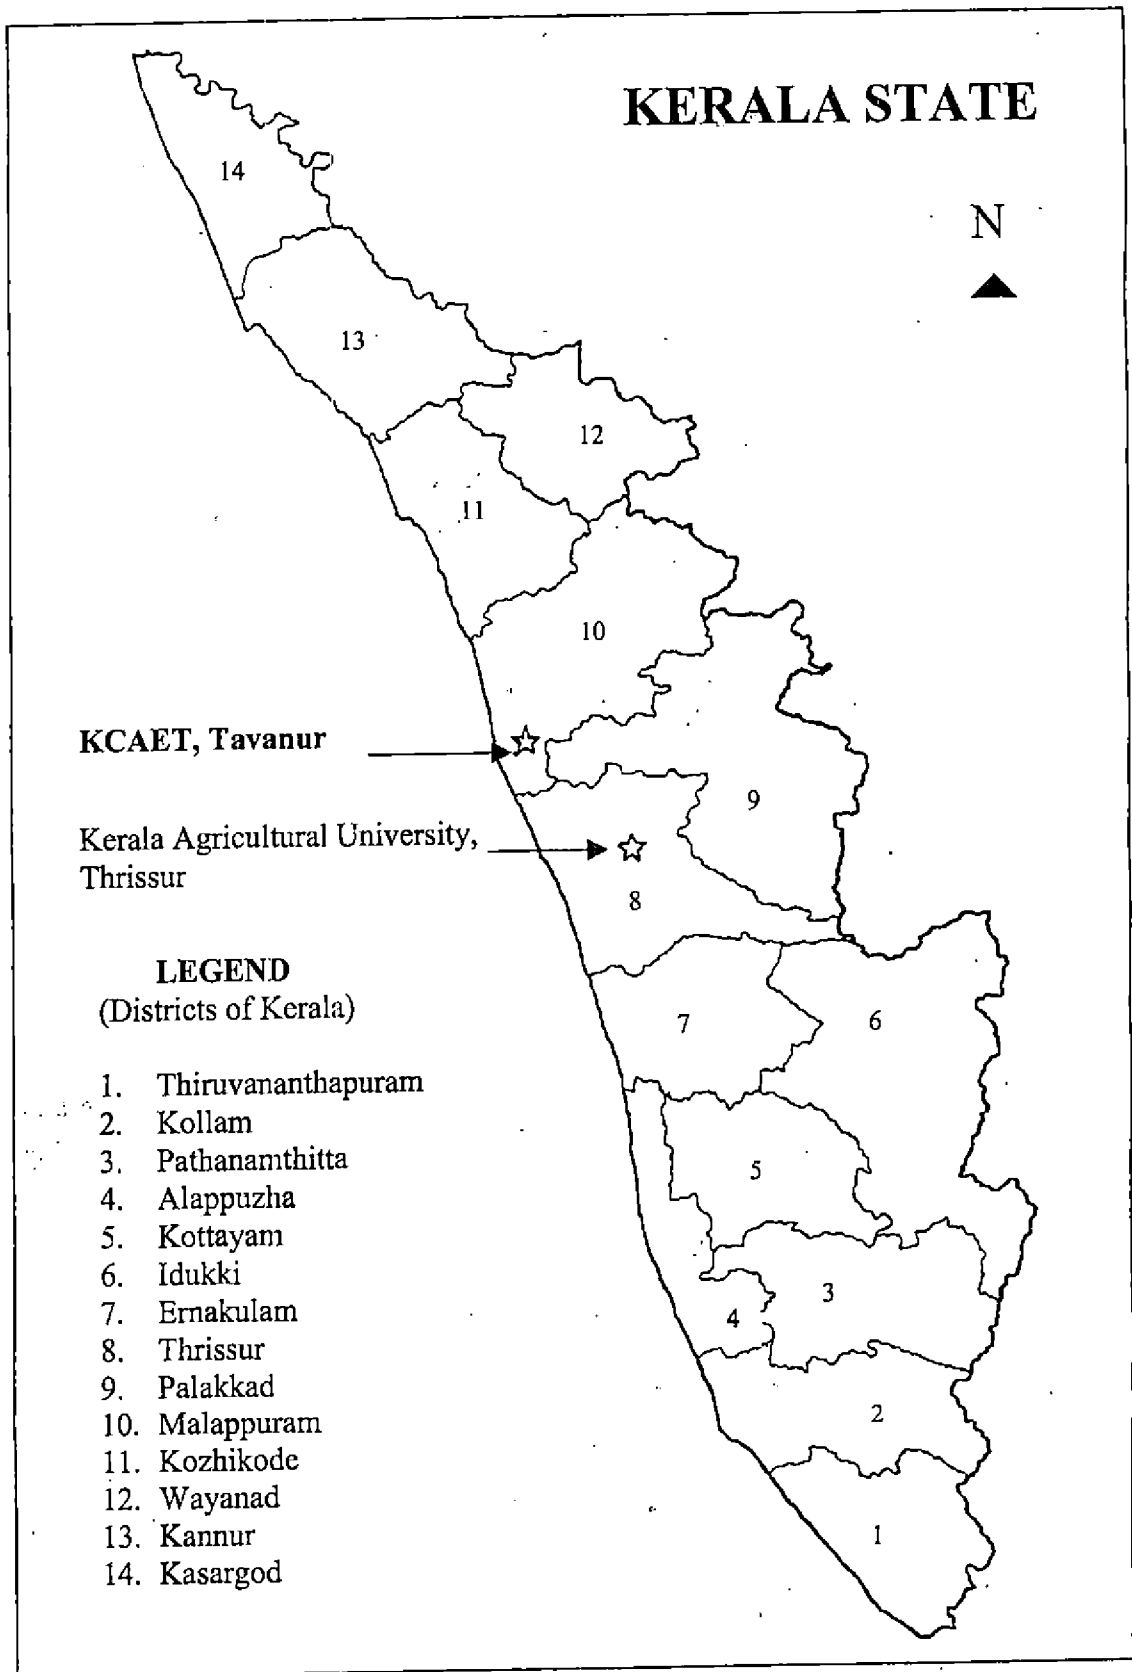 KERALA STATE
N
14
13
12
11
10
KCAET, Tavanur
9
Kerala Agricultural University,
Thrissur
8
LEGEND
(Districts of Kerala)
7
6
1. Thiruvananthapuram
2. Kollam
3. Pathanamthitta
4. Alappuzha
5. Kottayam
6. Idukki
7. Ernakulam
8. Thrissur
9. Palakkad
10. Malappuram
11. Kozhikode
12. Wayanad
13. Kannur
14. Kasargod
5
3
4
2
1